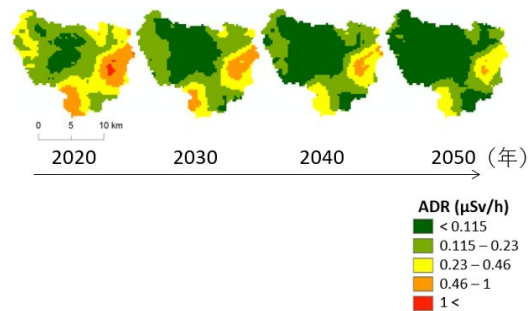 0 5 10 km
2020 2030 2040 2050 (年)
ADR (µSv/h)
< 0.115
0.115 – 0.23
0.23 – 0.46
0.46 – 1
1 <